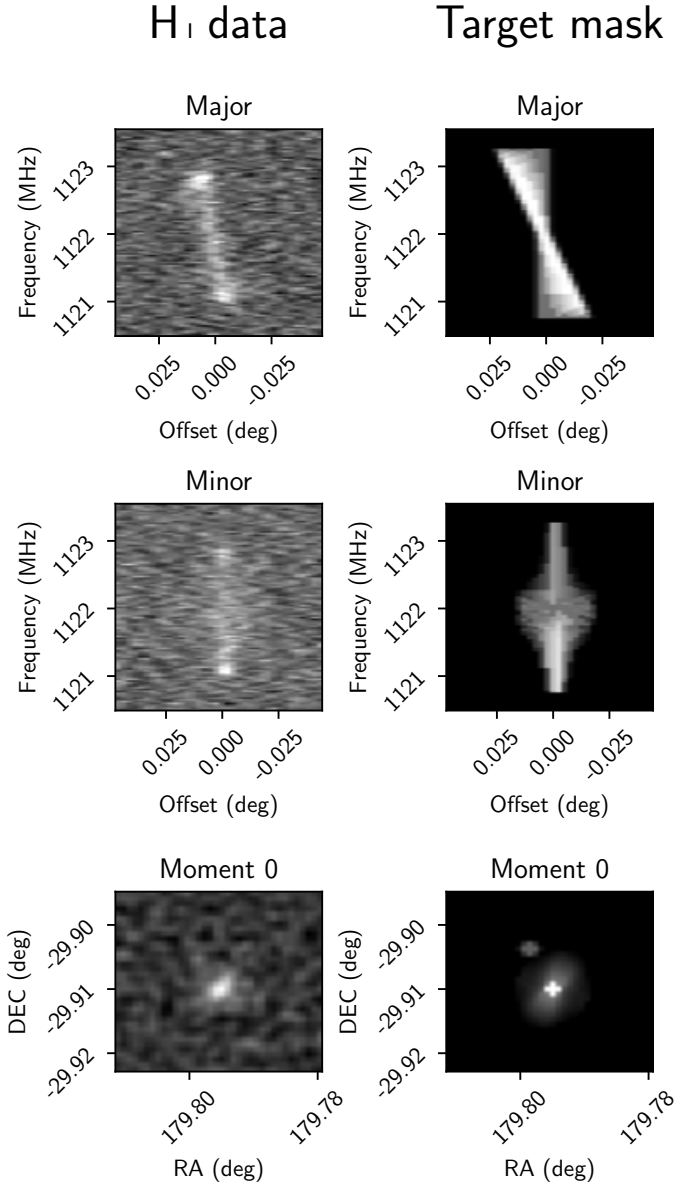 H I data Target mask
Major Major
Frequency (MHz) 1123 1122 1121 Frequency (MHz) 1123 1122 1121
0.025 0.000 -0.025 0.025 0.000 -0.025
Offset (deg) Offset (deg)
Minor Minor
Frequency (MHz) 1123 1122 1121 Frequency (MHz) 1123 1122 1121
0.025 0.000 -0.025 0.025 0.000 -0.025
Offset (deg) Offset (deg)
Moment 0 Moment 0
DEC (deg) -29.90 -29.91 -29.92 DEC (deg) -29.90 -29.91 -29.92
179.80 179.78 179.80 179.78
RA (deg) RA (deg)